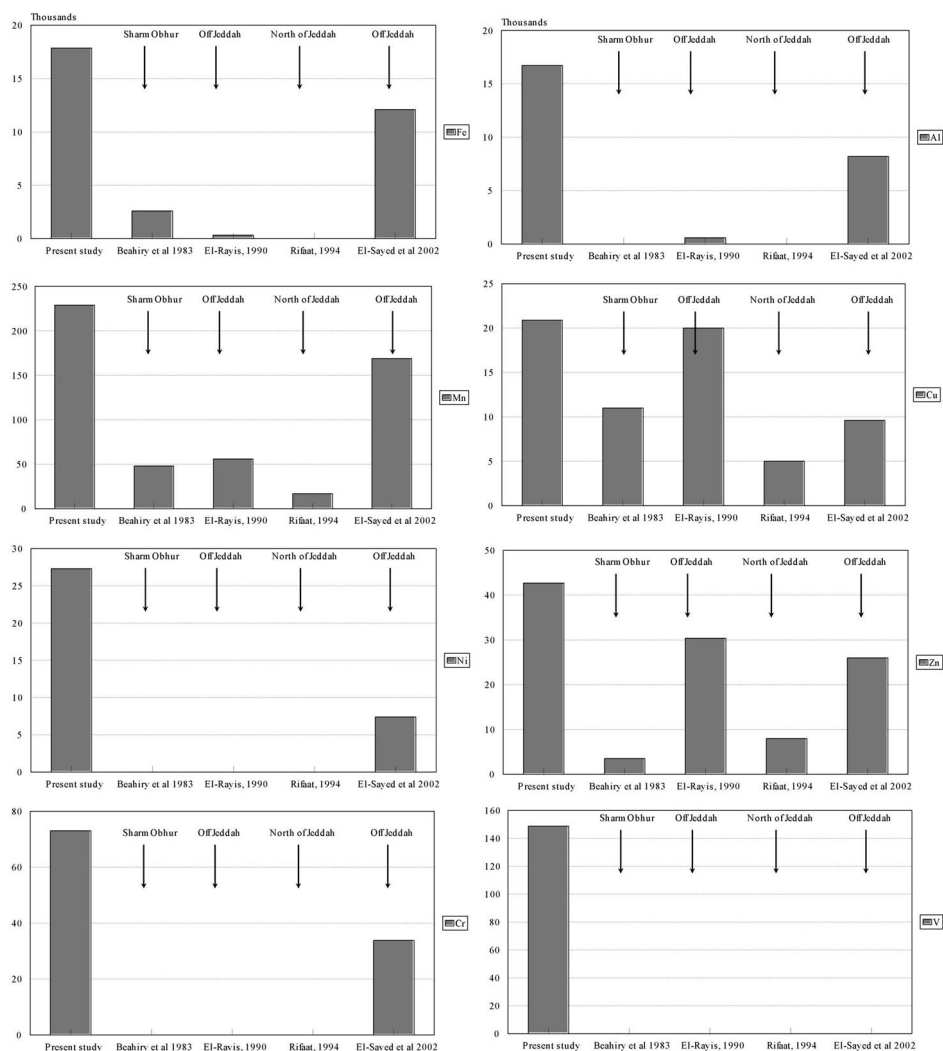 Thousands
20
15
10
5
0
Sharm Obhur
Off Jeddah
North of Jeddah
Off Jeddah
Fe
Present study
Beahiry et al 1983
El-Rayis, 1990
Rifaat, 1994
El-Sayed et al 2002
Thousands
20
15
10
5
0
Sharm Obhur
Off Jeddah
North of Jeddah
Off Jeddah
Al
Present study
Beahiry et al 1983
El-Rayis, 1990
Rifaat, 1994
El-Sayed et al 2002
250
200
150
100
50
0
Sharm Obhur
Off Jeddah
North of Jeddah
Off Jeddah
Mn
Present study
Beahiry et al 1983
El-Rayis, 1990
Rifaat, 1994
El-Sayed et al 2002
25
20
15
10
5
0
Sharm Obhur
Off Jeddah
North of Jeddah
Off Jeddah
Cu
Present study
Beahiry et al 1983
El-Rayis, 1990
Rifaat, 1994
El-Sayed et al 2002
30
25
20
15
10
5
0
Sharm Obhur
Off Jeddah
North of Jeddah
Off Jeddah
Ni
Present study
Beahiry et al 1983
El-Rayis, 1990
Rifaat, 1994
El-Sayed et al 2002
50
40
30
20
10
0
Sharm Obhur
Off Jeddah
North of Jeddah
Off Jeddah
Zn
Present study
Beahiry et al 1983
El-Rayis, 1990
Rifaat, 1994
El-Sayed et al 2002
80
60
40
20
0
Sharm Obhur
Off Jeddah
North of Jeddah
Off Jeddah
Cr
Present study
Beahiry et al 1983
El-Rayis, 1990
Rifaat, 1994
El-Sayed et al 2002
160
140
120
100
80
60
40
20
0
Sharm Obhur
Off Jeddah
North of Jeddah
Off Jeddah
V
Present study
Beahiry et al 1983
El-Rayis, 1990
Rifaat, 1994
El-Sayed et al 2002